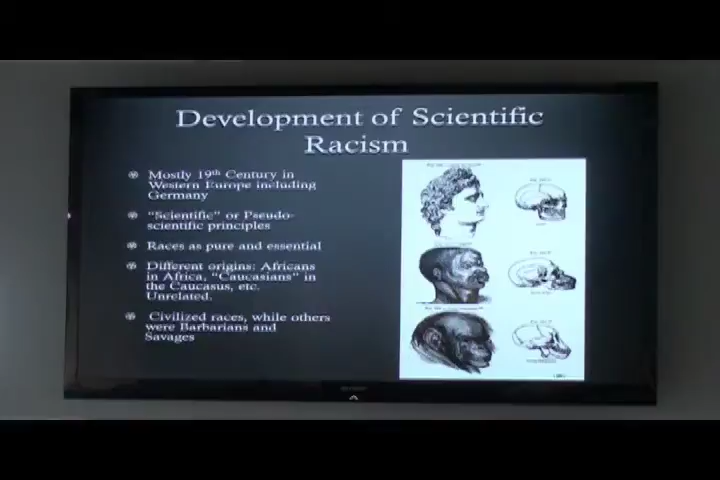 Development of Scientific
Racism
Mostly 19th Century in
Western Europe including
Germany
"Scientific" or Pseudo-
scientific principles
Races as pure and essential
Different origins: Africans
in Africa, "Caucasians" in
the Caucasus, etc.
Unrelated.
Civilized races, while others
were Barbarians and
Savages